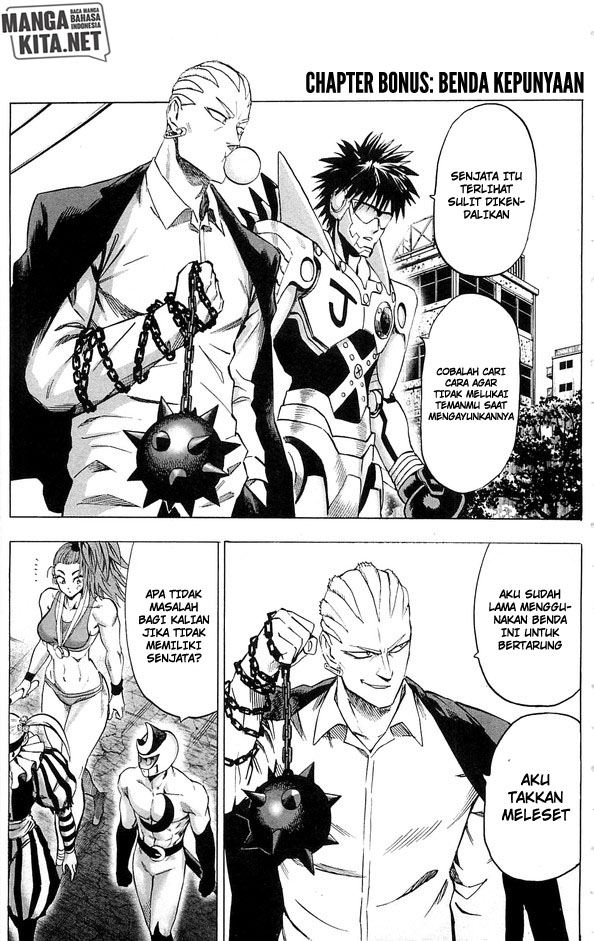 MANGA
KITA.NET
BACA MANGA
BAHASA
INDONESIA
CHAPTER BONUS: BENDA KEPUNYAAN
SENJATA ITU
TERLIHAT
SULIT DIKEN-
DALIKAN
COBALAH CARI
CARA AGAR
TIDAK MELUKAI
TEMANMU SAAT
MENGAYUNKANNYA
J
AKU SUDAH
LAMA MENGGU-
NAKAN BENDA
INI UNTUK
BERTARUNG
AKU
TAKKAN
MELESET
APA TIDAK
MASALAH
BAGI KALIAN
JIKA TIDAK
MEMILIKI
SENJATA?